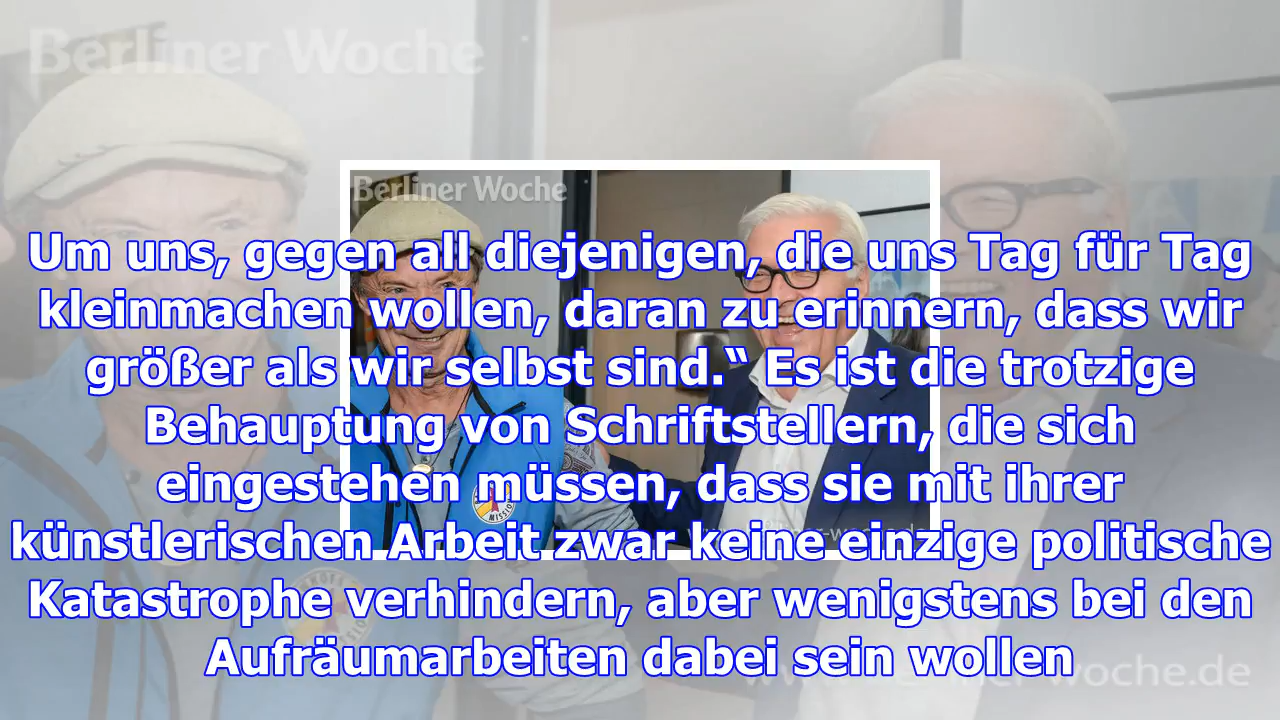 Berliner Woche
Berliner Woche
Um uns, gegen all diejenigen, die uns Tag für Tag
kleinmachen wollen, daran zu erinnern, dass wir
größer als wir selbst sind.“ Es ist die trotzige
Behauptung von Schriftstellern, die sich
eingestehen müssen, dass sie mit ihrer
künstlerischen Arbeit zwar keine einzige politische
Katastrophe verhindern, aber wenigstens bei den
Aufräumarbeiten dabei sein wollen
MISSION